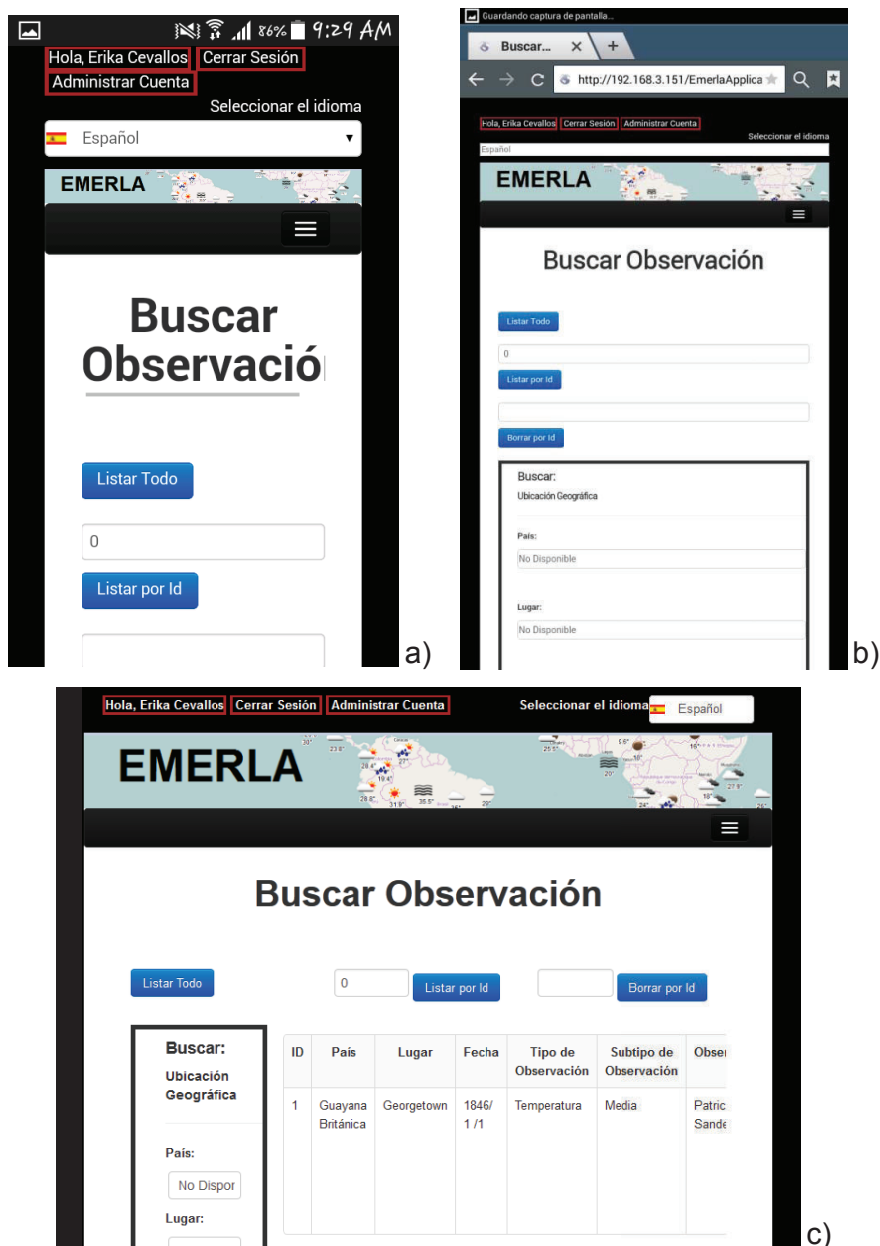 86% 9:29 AM
Hola, Erika Cevallos Cerrar Sesión
Administrar Cuenta
Seleccionar el idioma
Español
EMERLA
Buscar
Observació
Listar Todo
0
Listar por Id
a)
Guardando captura de pantalla...
Buscar...
http://192.168.3.151/EmerlaApplica
Hola, Erika Cevallos Cerrar Sesión Administrar Cuenta
Seleccionar el idioma
Español
EMERLA
Buscar Observación
Listar Todo
0
Listar por Id
Borrar por Id
Buscar:
Ubicación Geográfica
País:
No Disponible
Lugar:
No Disponible
b)
Hola, Erika Cevallos Cerrar Sesión Administrar Cuenta Seleccionar el idioma Español
EMERLA
Buscar Observación
Listar Todo 0 Listar por Id Borrar por Id
Buscar:
Ubicación
Geográfica
País:
No Dispor
Lugar:
ID País Lugar Fecha Tipo de Subtipo de Obser
Observación Observación
1 Guayana Georgetown 1846/ Temperatura Media Patric
Británica 1 /1 Sande
c)